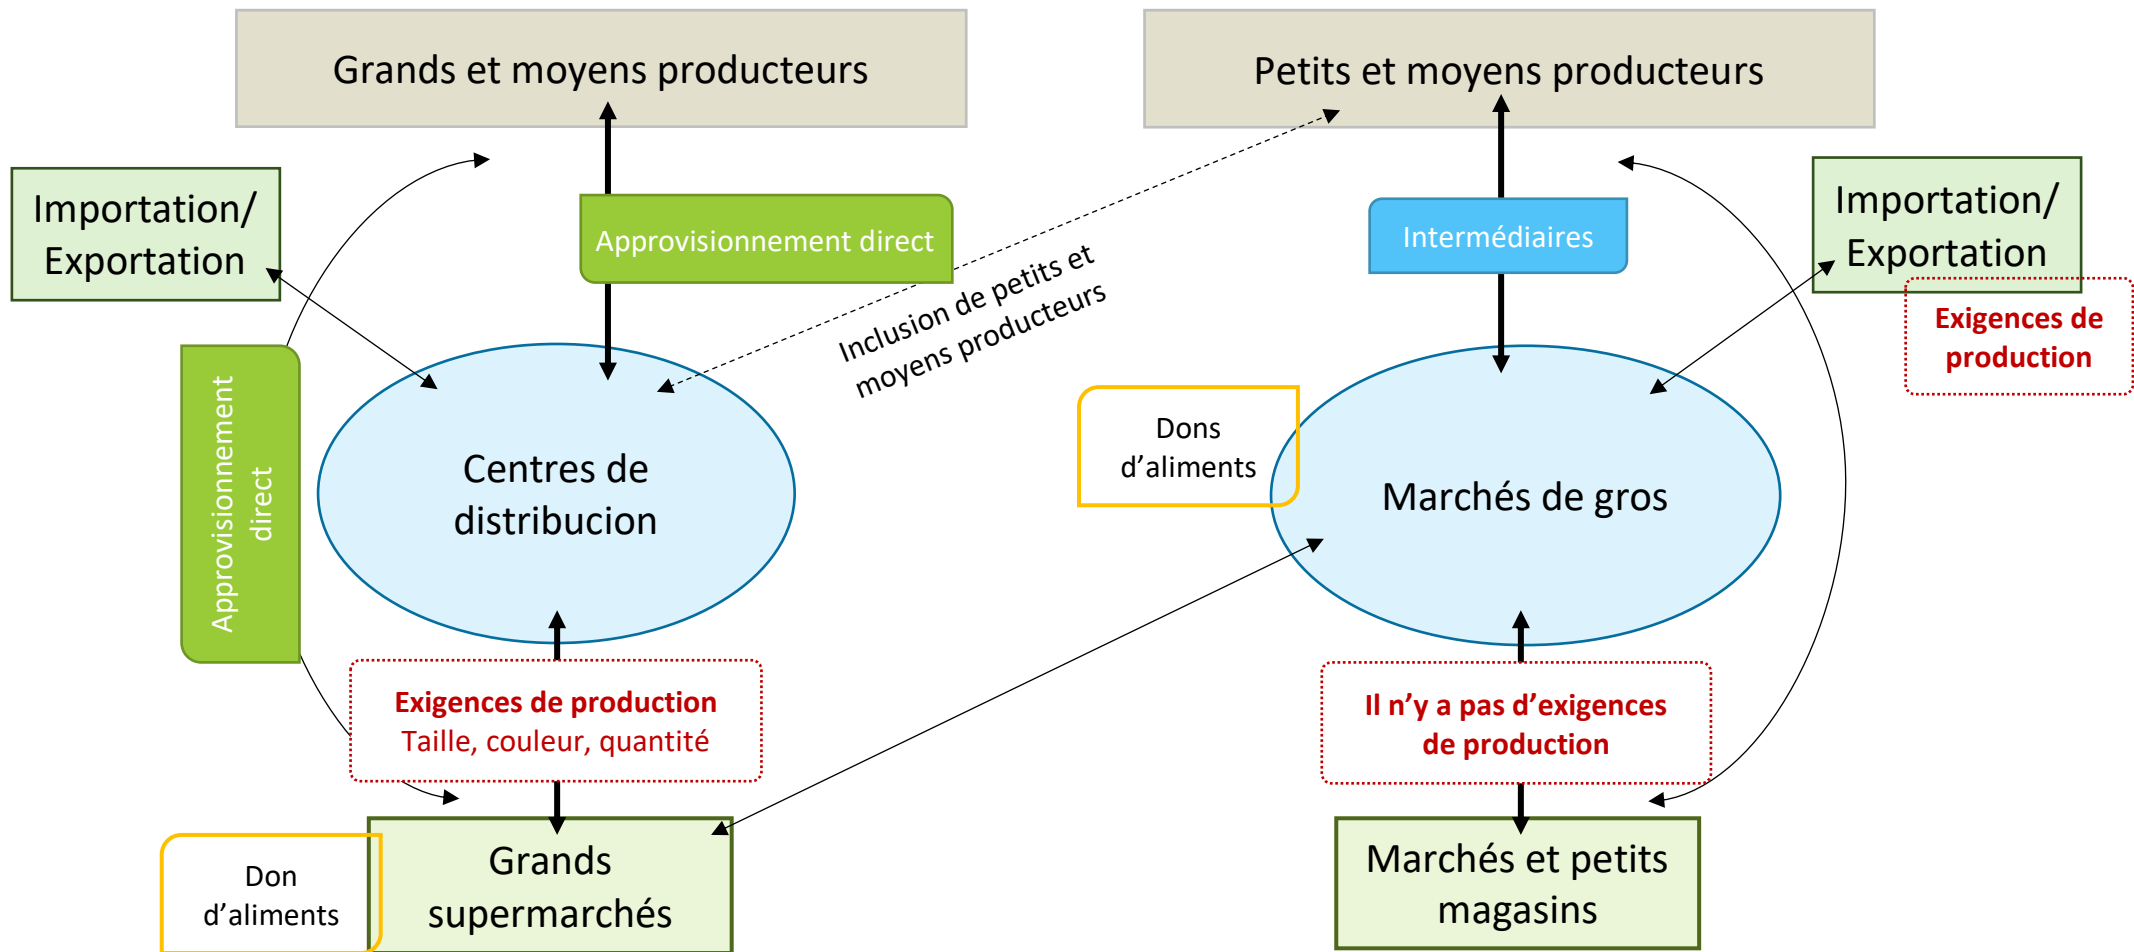 Grands et moyens producteurs
Petits et moyens producteurs
Importation/
Exportation
Approvisionnement direct
Intermédiaires
Importation/
Exportation
Exigences de
production
Inclusion de petits et
moyens producteurs
Approvisionnement
direct
Centres de
distribucion
Dons
d’aliments
Marchés de gros
Exigences de production
Taille, couleur, quantité
Il n’y a pas d’exigences
de production
Don
d’aliments
Grands
supermarchés
Marchés et petits
magasins